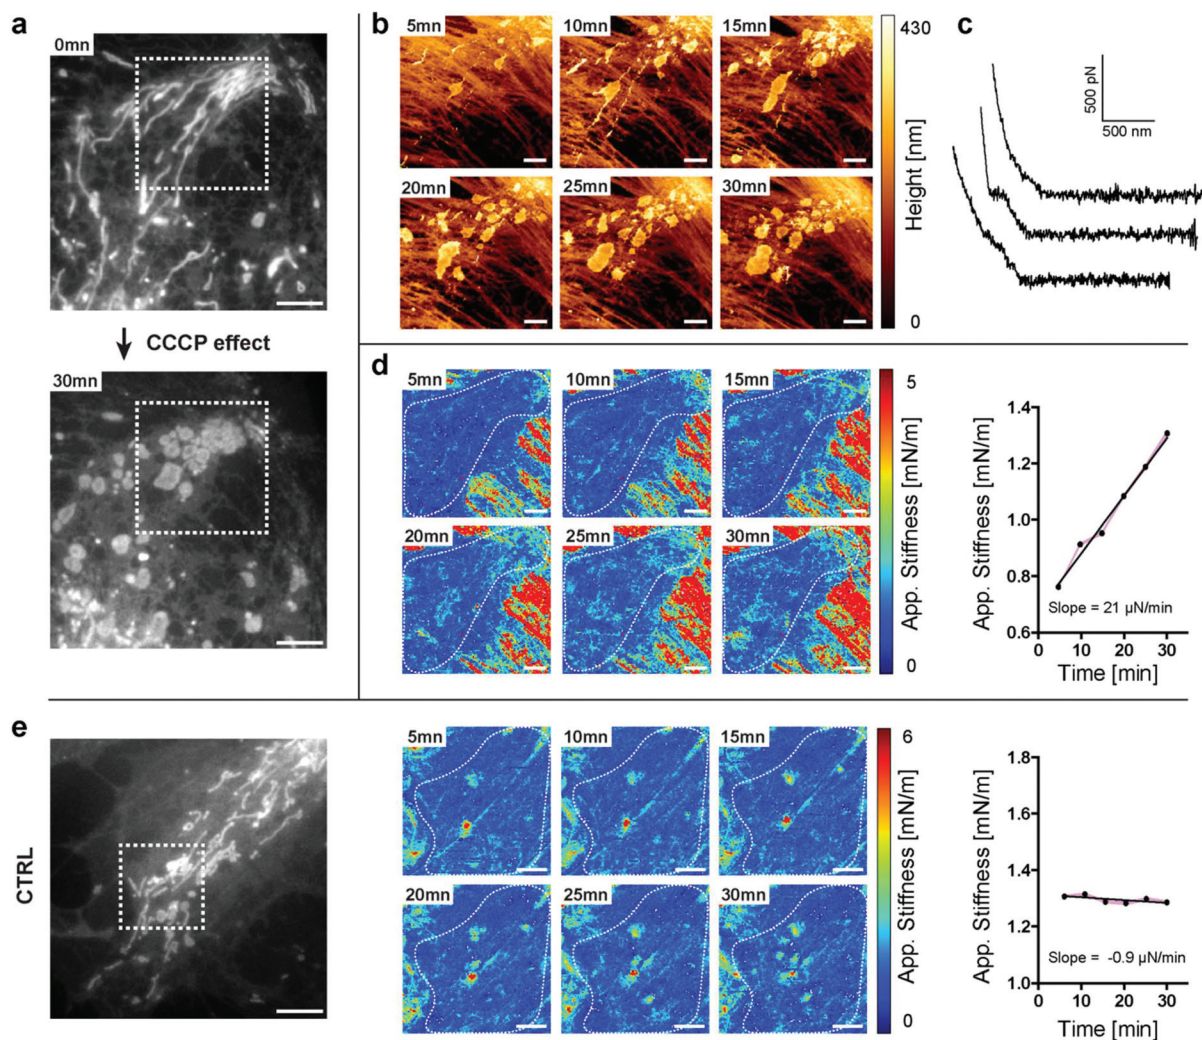 a
0mn
CCCP effect
30mn
b
5mn
10mn
15mn
20mn
25mn
30mn
430
Height [nm]
0
c
500 pN
500 nm
d
5mn
10mn
15mn
20mn
25mn
30mn
5
App. Stiffness [mN/m]
0
1.4
1.2
1.0
0.8
0.6
App. Stiffness [mN/m]
Slope = 21 µN/min
0
10
20
30
Time [min]
e
CTRL
5mn
10mn
15mn
20mn
25mn
30mn
6
App. Stiffness [mN/m]
0
1.8
1.6
1.4
1.2
1.0
App. Stiffness [mN/m]
Slope = -0.9 µN/min
0
10
20
30
Time [min]